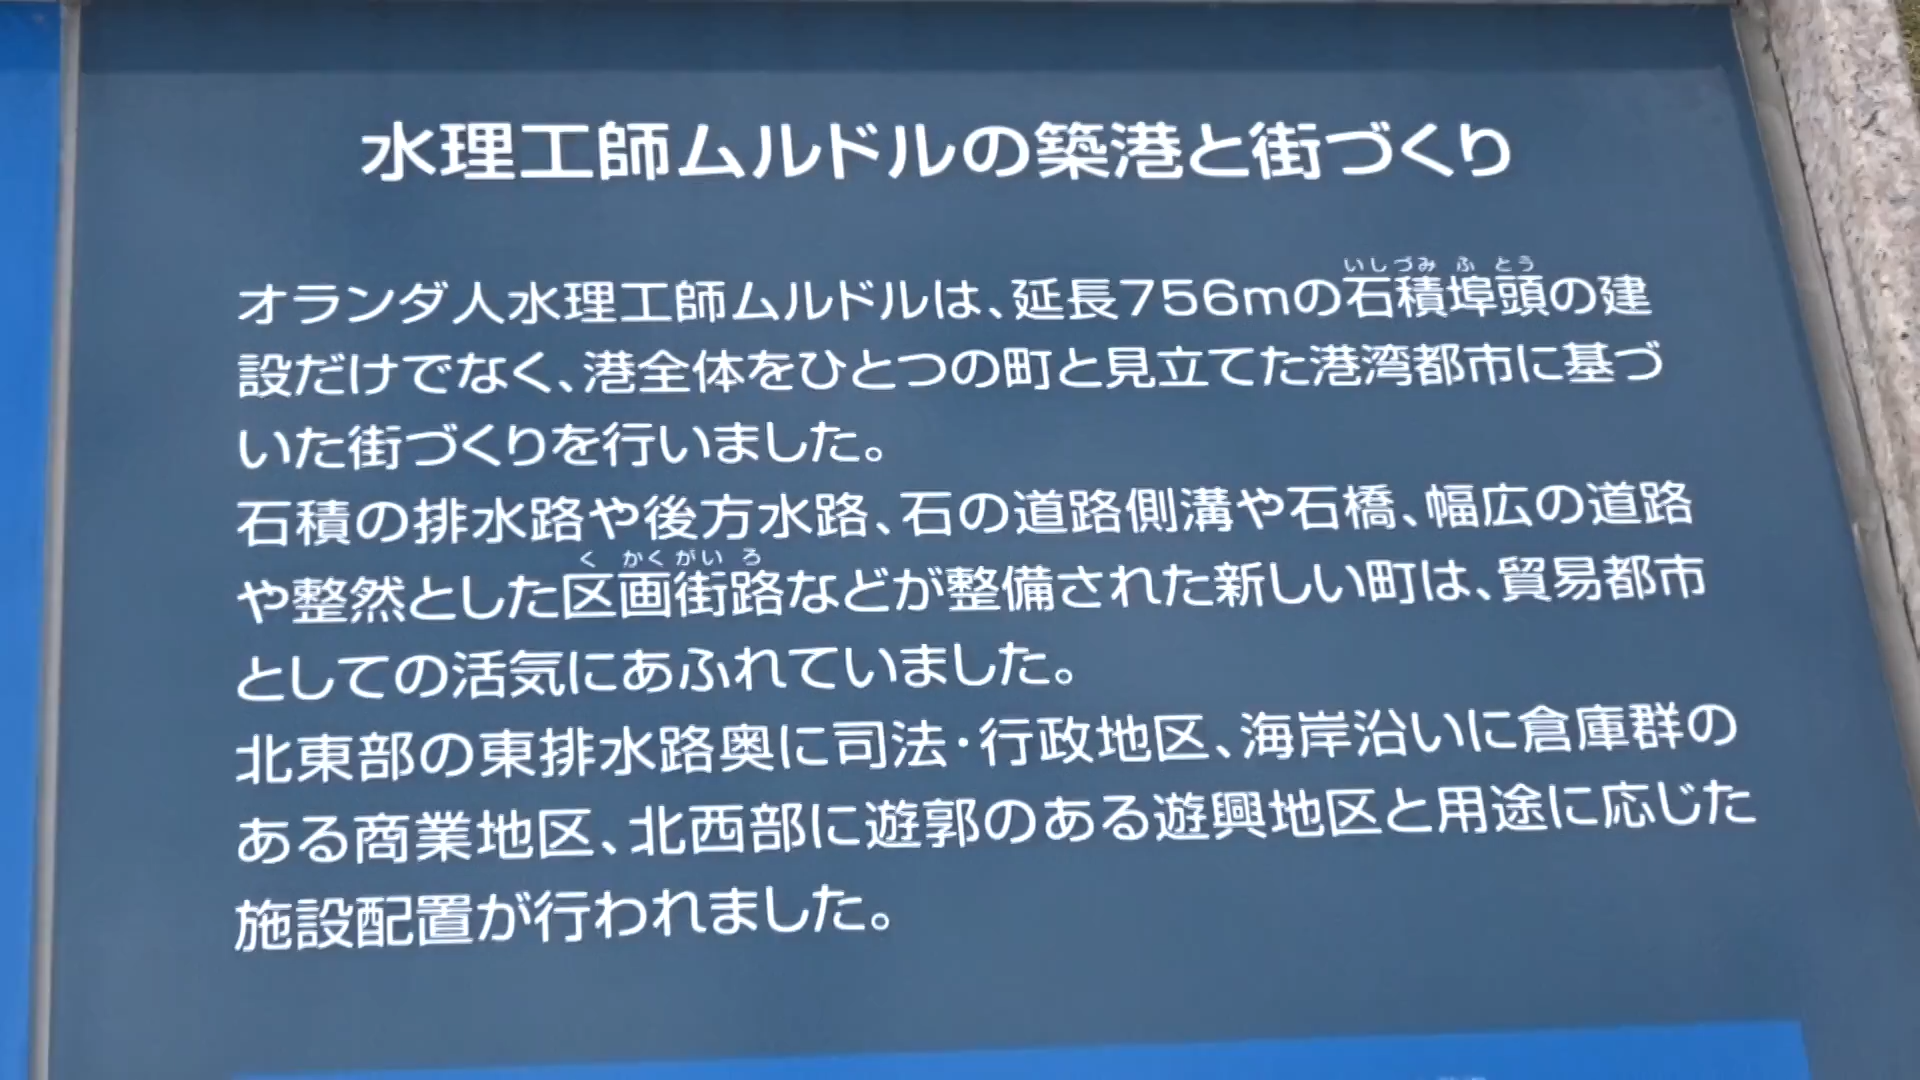 水理工師ムルドルの築港と街づくり
いしづみ ふ とう
オランダ人水理工師ムルドルは、延長756mの石積埠頭の建
設だけでなく、港全体をひとつの町と見立てた港湾都市に基づ
いた街づくりを行いました。
石積の排水路や後方水路、石の道路側溝や石橋、幅広の道路
く かくがい ろ
や整然とした区画街路などが整備された新しい町は、貿易都市
としての活気にあふれていました。
北東部の東排水路奥に司法・行政地区、海岸沿いに倉庫群の
ある商業地区、北西部に遊郭のある遊興地区と用途に応じた
施設配置が行われました。